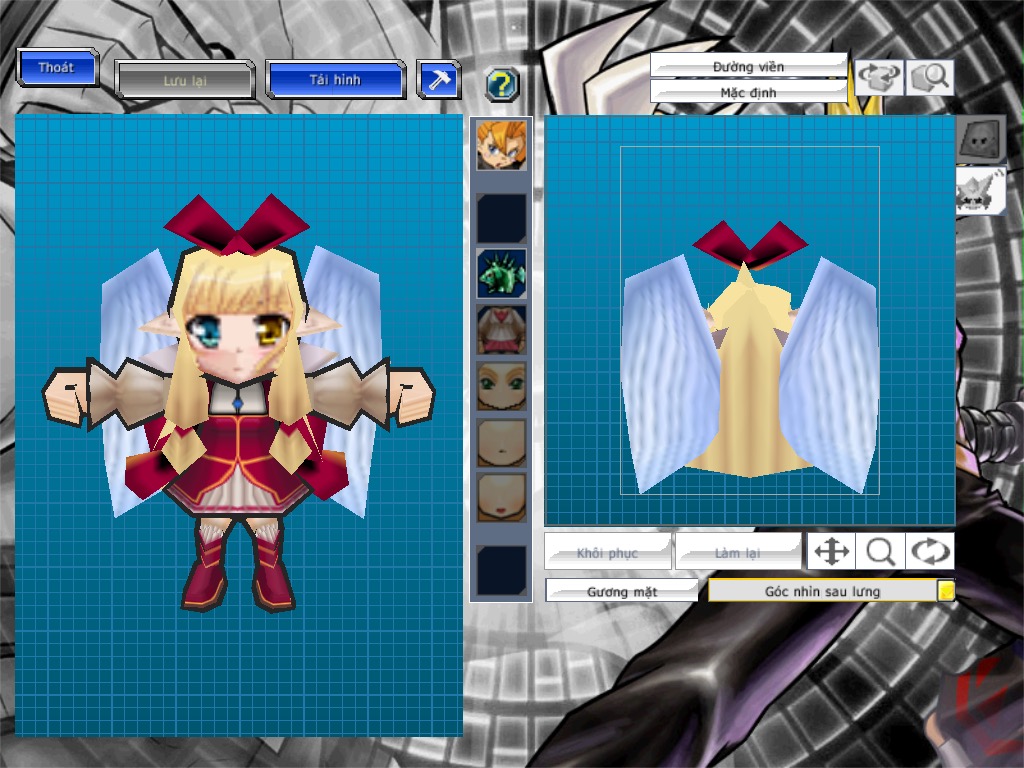 Thoát
Lưu lại
Tải hình
Đường viền
Mặc định
Khôi phục
Làm lại
Gương mặt
Góc nhìn sau lưng